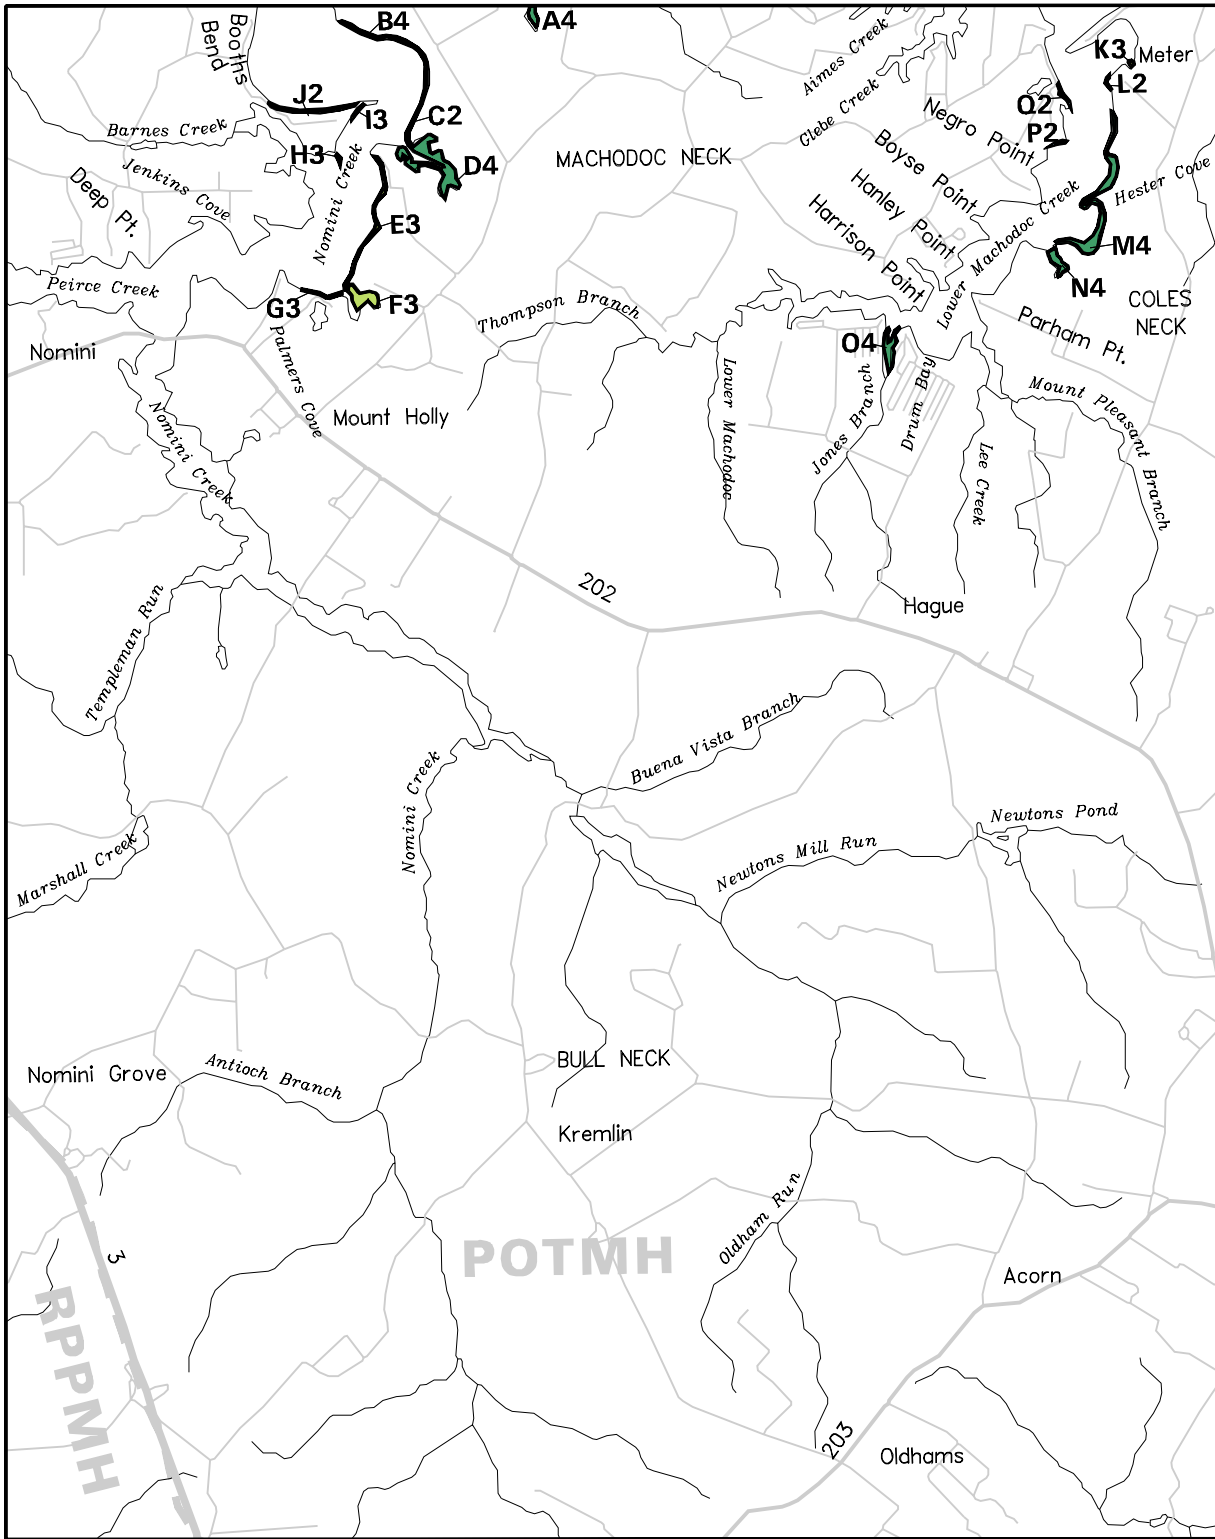 B4
A4
Booths
Bend
Aimes Creek
K3
Meter
J2
I3
C2
Glebe Creek
L2
Q2
Negro Point
P2
Barnes Creek
H3
MACHODOC NECK
Boyse Point
Jenkins Cove
D4
Hester Cove
Deep Pt.
Nomini Creek
Hanley Point
Machodoc Creek
Lower
E3
Harrison Point
M4
Peirce Creek
N4
G3
F3
COLES
NECK
Thompson Branch
Parham Pt.
Nomini
O4
Palmers Cove
Lower Machodoc
Jones Branch
Drum Bay
Mount Pleasant Branch
Mount Holly
Nomini Creek
Lee Creek
202
Hague
Templeman Run
Buena Vista Branch
Nomini Creek
Newtons Pond
Marshall Creek
Newtons Mill Run
Nomini Grove
Antioch Branch
BULL NECK
Kremlin
3
Oldham Run
POTMH
Acorn
RPPMH
203
Oldhams